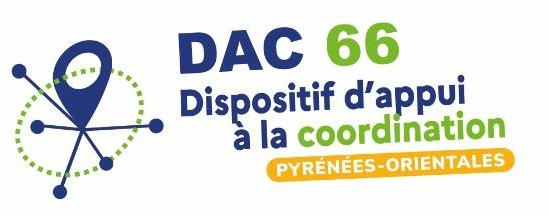 DAC 66
Dispositif d'appui
à la coordination
PYRÉNÉES-ORIENTALES